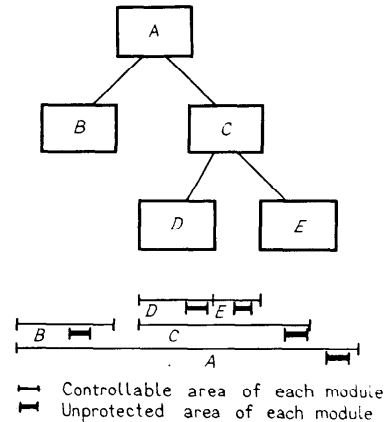 A
B C
D E
D E
B C
A
Controllable area of each module
Unprotected area of each module